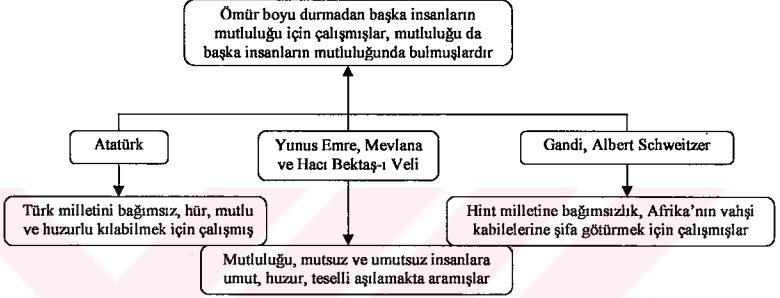 Ömür boyu durmadan başka insanların
mutluluğu için çalışmışlar, mutluluğu da
başka insanların mutluluğunda bulmuşlardır
Atatürk
Yunus Emre, Mevlana
ve Hacı Bektaş-ı Veli
Gandi, Albert Schweitzer
Türk milletini bağımsız, hür, mutlu
ve huzurlu kılabilmek için çalışmış
Mutluluğu, mutsuz ve umutsuz insanlara
umut, huzur, teselli aşılamakta aramışlar
Hint milletine bağımsızlık, Afrika’nın vahşi
kabilelerine şifa götürmek için çalışmışlar